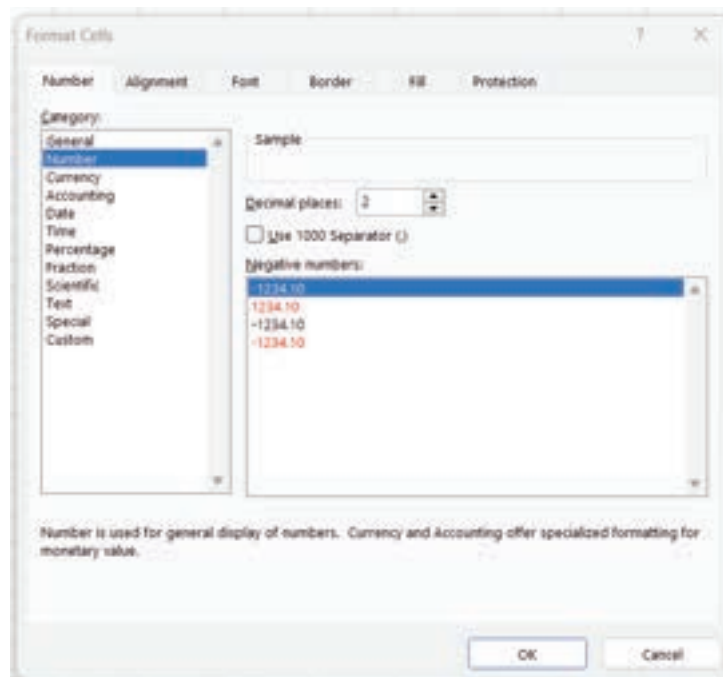 Format Cells ? ×
Number Alignment Font Border Fill Protection
Category:
General
Number
Currency
Accounting
Date
Time
Percentage
Fraction
Scientific
Text
Special
Custom
Sample
Decimal places: 2
Use 1000 Separator (,)
Negative numbers:
-1234.10
1234.10
-1234.10
-1234.10
Number is used for general display of numbers. Currency and Accounting offer specialized formatting for
monetary value.
OK Cancel